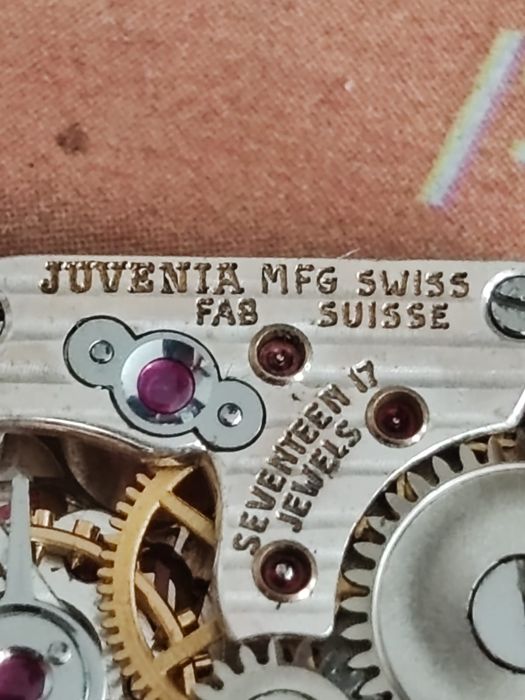 JUVENIA MFG SWISS
FAB SUISSE
SEVENTEEN 17
JEWELS